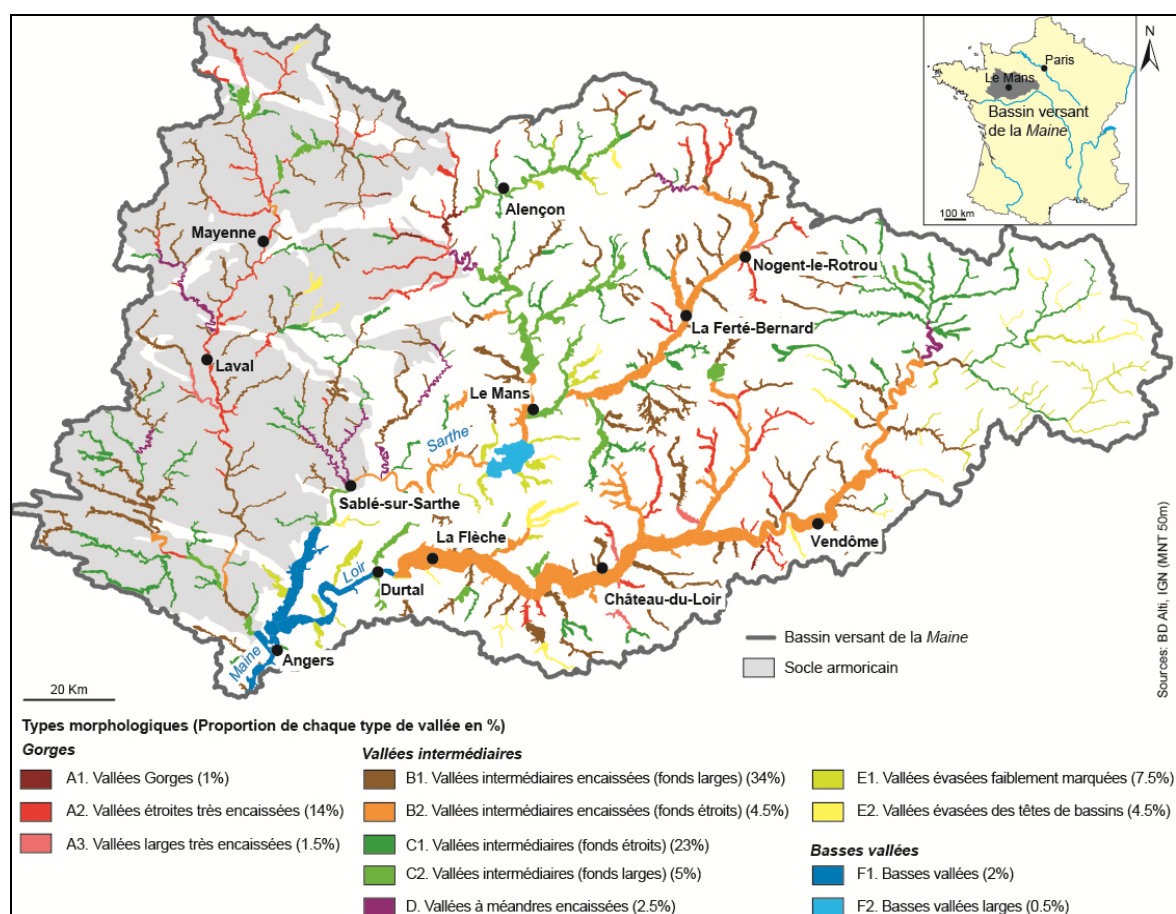 Paris
N
Le Mans
Bassin versant
de la Maine
100 km
Alençon
Mayenne
Nogent-le-Rotrou
La Ferté-Bernard
Laval
Le Mans
Sarthe
Sablé-sur-Sarthe
La Flèche
Vendôme
Loir
Durtal
Château-du-Loir
Maine
Angers
Bassin versant de la Maine
Socle armoricain
20 Km
Sources: BD Alti, IGN (MNT 50m)
Types morphologiques (Proportion de chaque type de vallée en %)
Gorges
A1. Vallées Gorges (1%)
A2. Vallées étroites très encaissées (14%)
A3. Vallées larges très encaissées (1.5%)
Vallées intermédiaires
B1. Vallées intermédiaires encaissées (fonds larges) (34%)
B2. Vallées intermédiaires encaissées (fonds étroits) (4.5%)
C1. Vallées intermédiaires (fonds étroits) (23%)
C2. Vallées intermédiaires (fonds larges) (5%)
D. Vallées à méandres encaissées (2.5%)
E1. Vallées évasées faiblement marquées (7.5%)
E2. Vallées évasées des têtes de bassins (4.5%)
Basses vallées
F1. Basses vallées (2%)
F2. Basses vallées larges (0.5%)